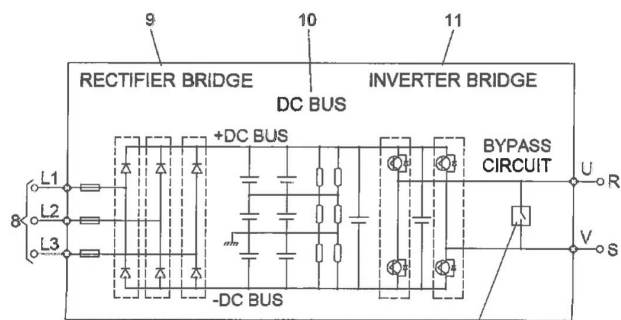 9 10 11
RECTIFIER BRIDGE INVERTER BRIDGE
DC BUS
+DC BUS
BYPASS
CIRCUIT
U
L1
R
8 L2
V
L3
S
-DC BUS